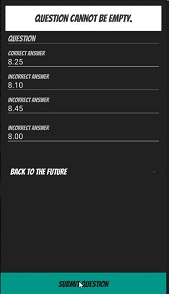 QUESTION CANNOT BE EMPTY.
QUESTION
CORRECT ANSWER
8.25
INCORRECT ANSWER
8.10
INCORRECT ANSWER
8.45
INCORRECT ANSWER
8.00
BACK TO THE FUTURE
SUBMIT QUESTION